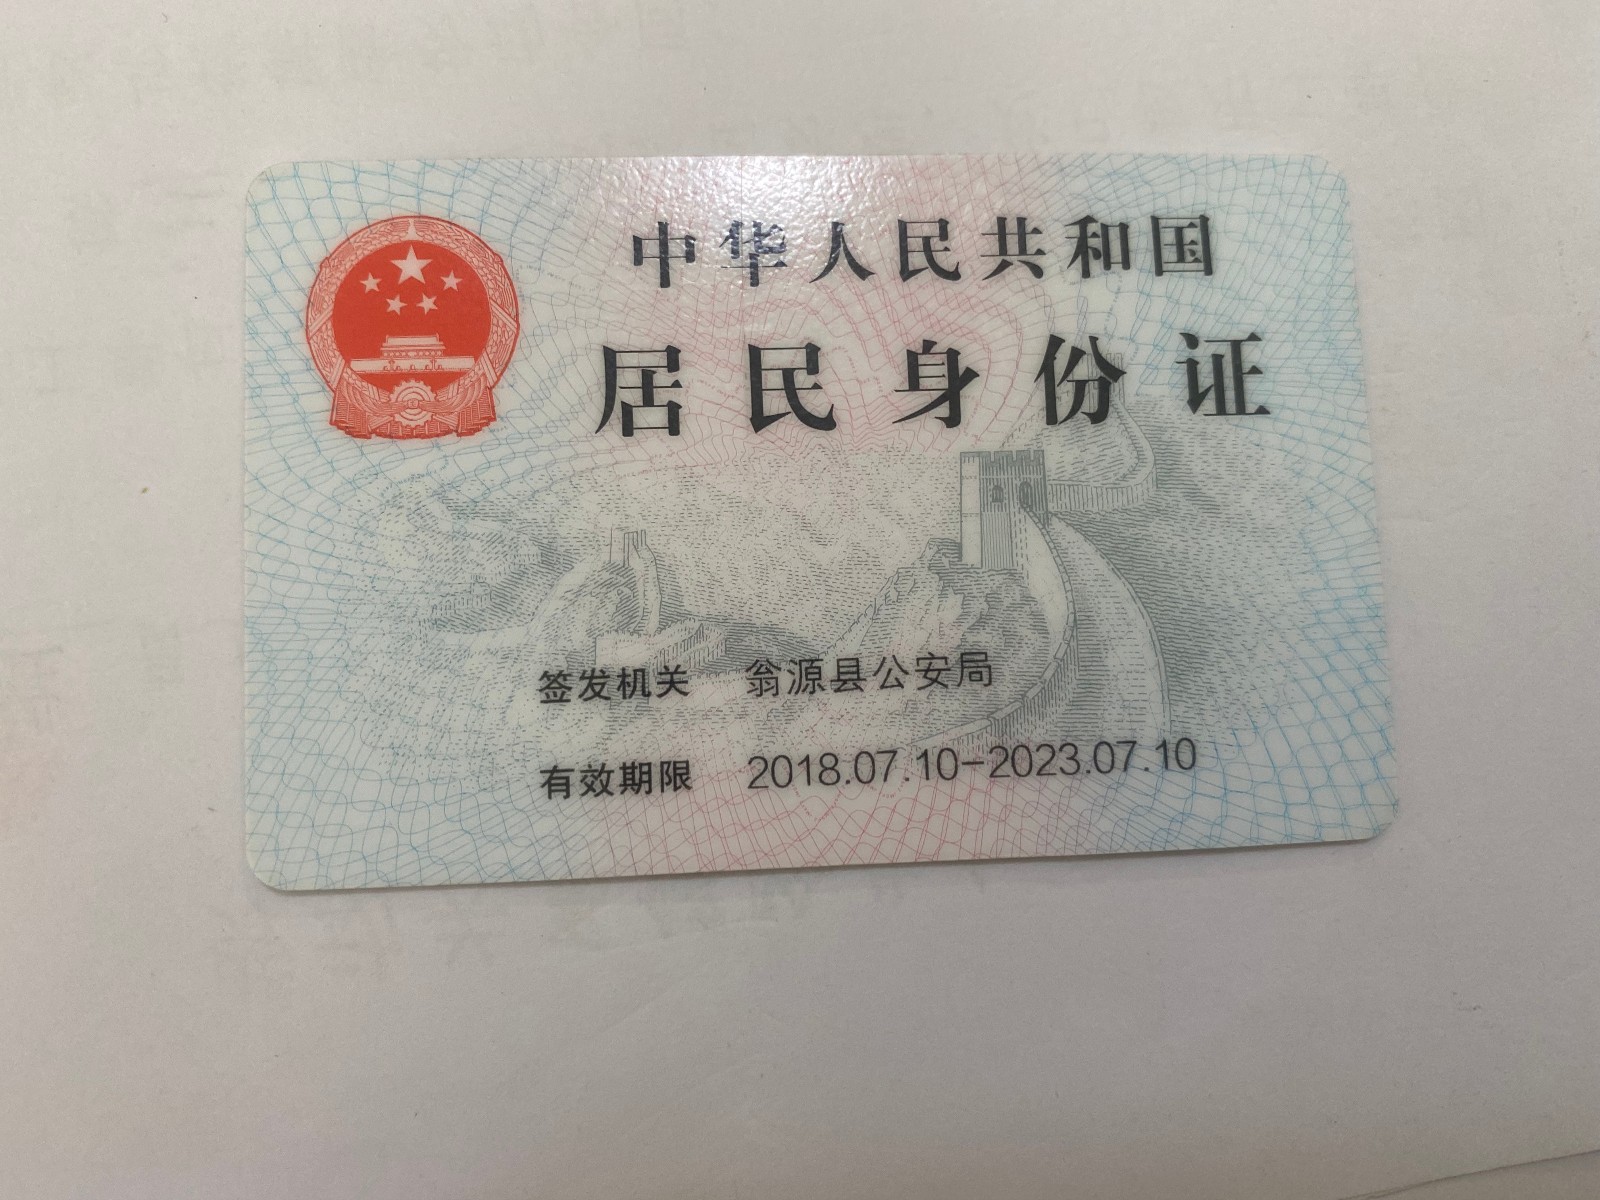 中华人民共和国
居民身份证
签发机关 翁源县公安局
有效期限 2018.07.10-2023.07.10